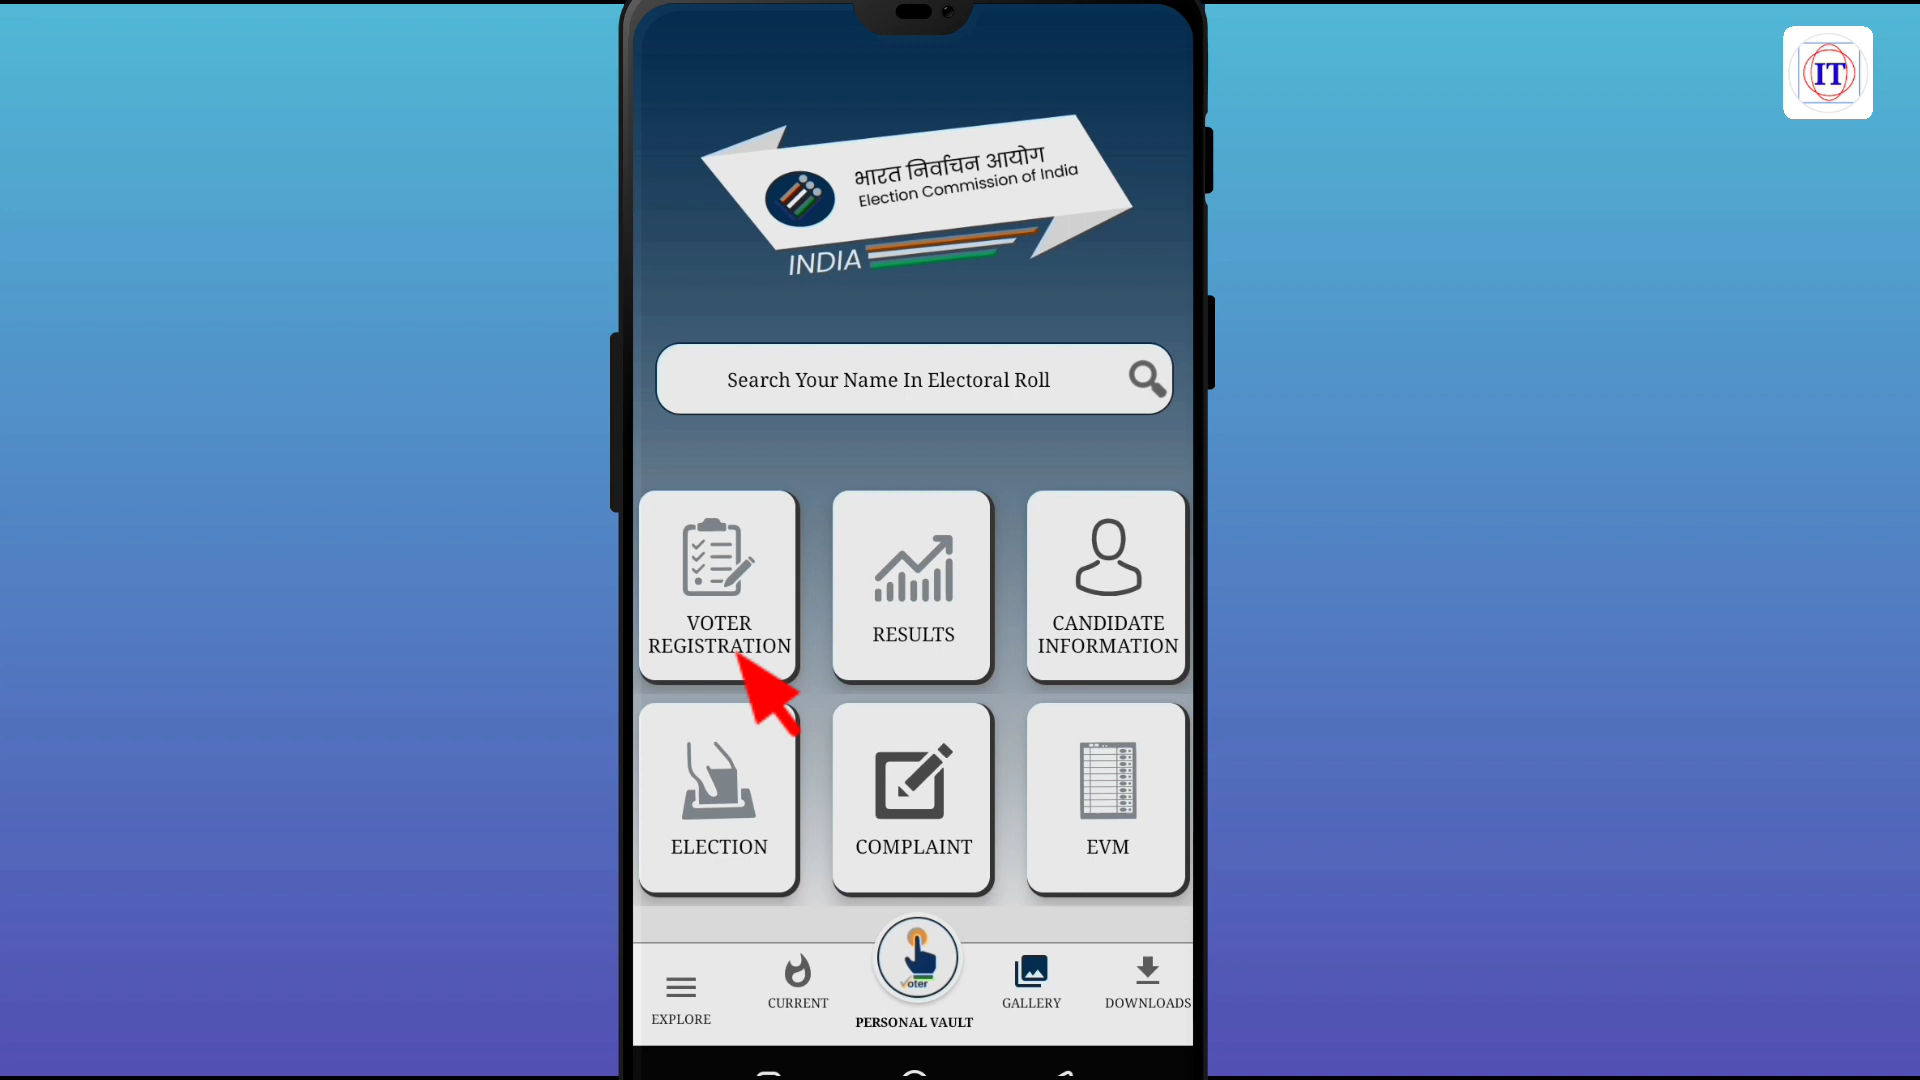 IT
भारत निर्वाचन आयोग
Election Commission of India
INDIA
Search Your Name In Electoral Roll
VOTER
REGISTRATION
RESULTS
CANDIDATE
INFORMATION
ELECTION
COMPLAINT
EVM
Voter
EXPLORE
CURRENT
PERSONAL VAULT
GALLERY
DOWNLOADS